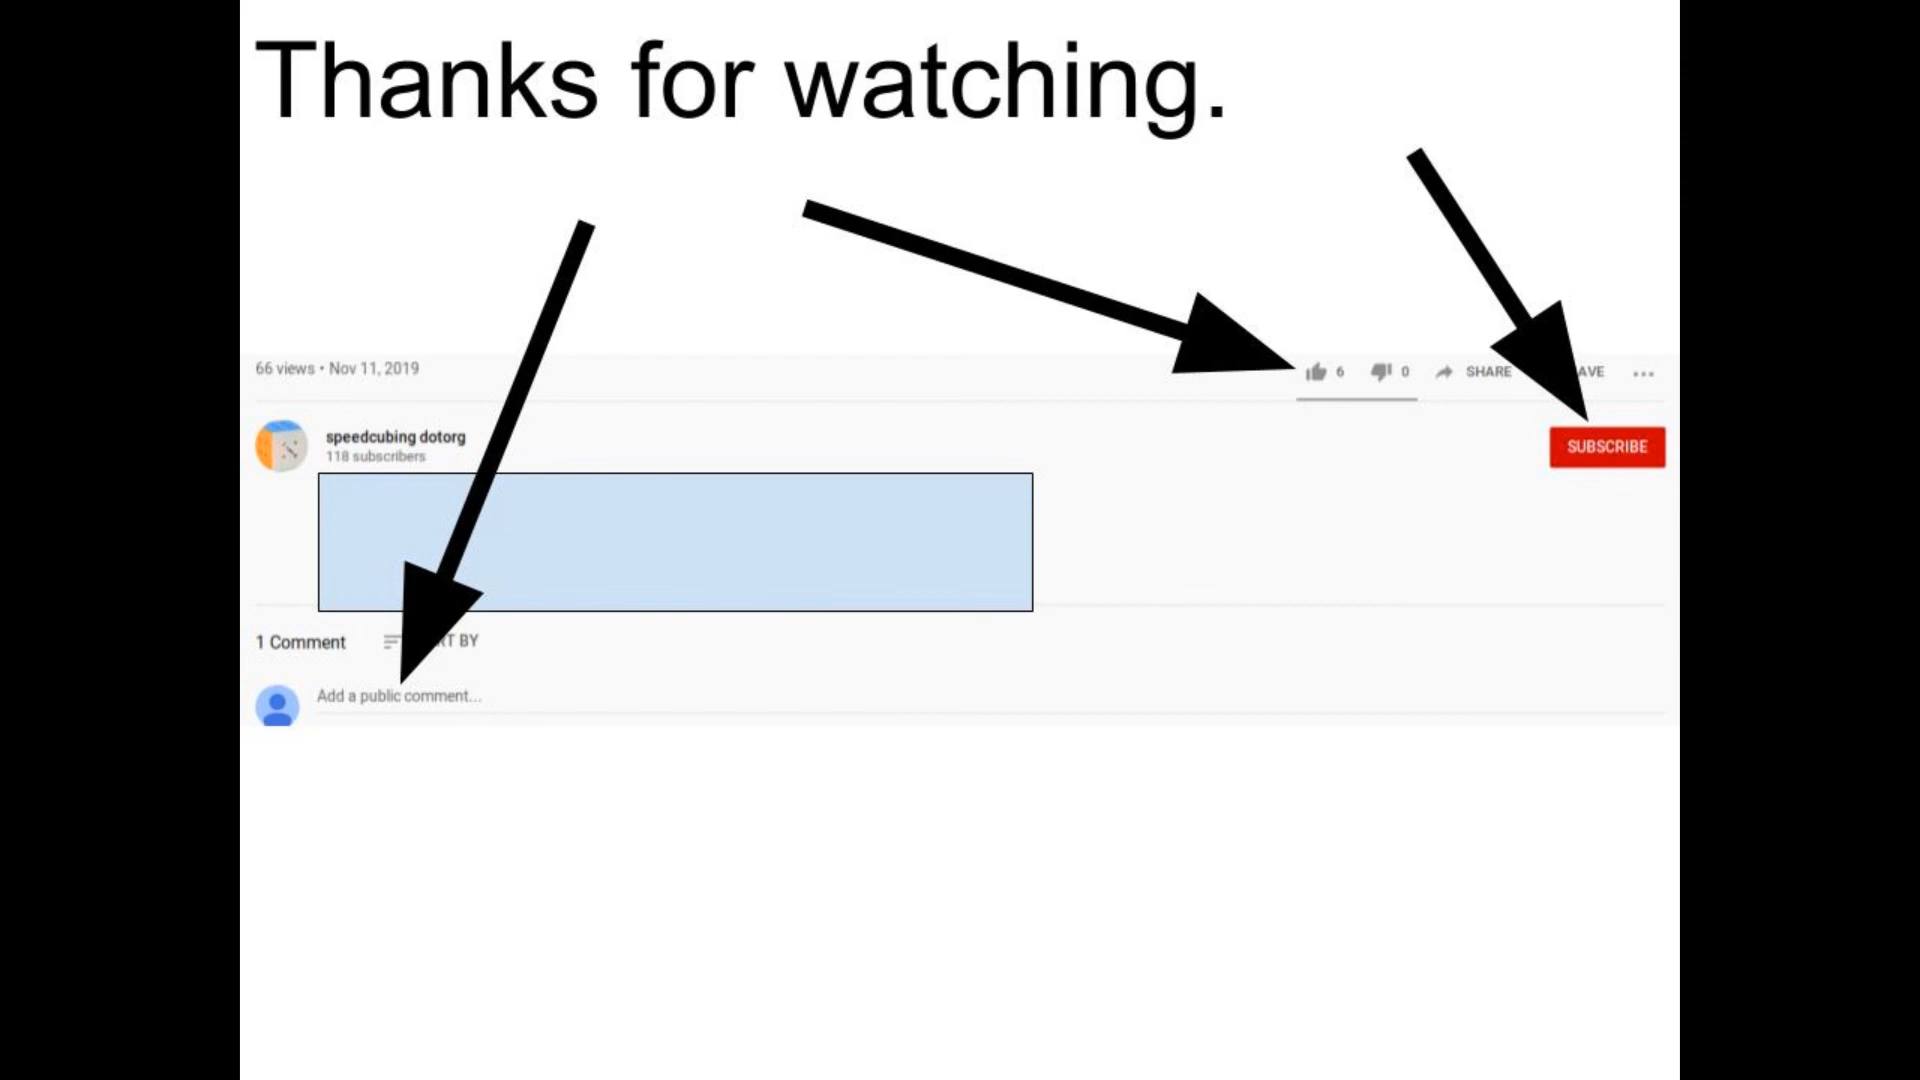 Thanks for watching.
66 views • Nov 11, 2019
6 0 SHARE AVE ...
speedcubing dotorg
118 subscribers
SUBSCRIBE
1 Comment RT BY
Add a public comment...